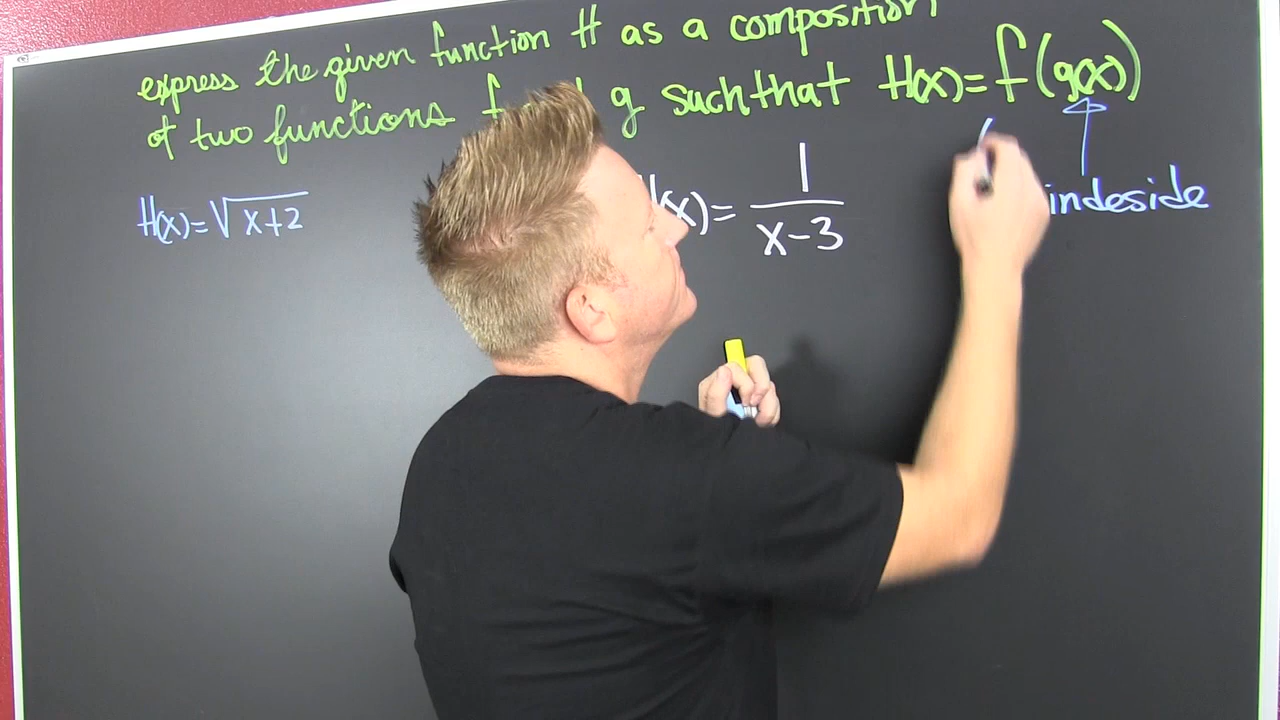 express the given function H as a composition
of two functions f g such that H(x)=f(g(x))
H(x)=√x+2
(x)=1/x-3
indeside